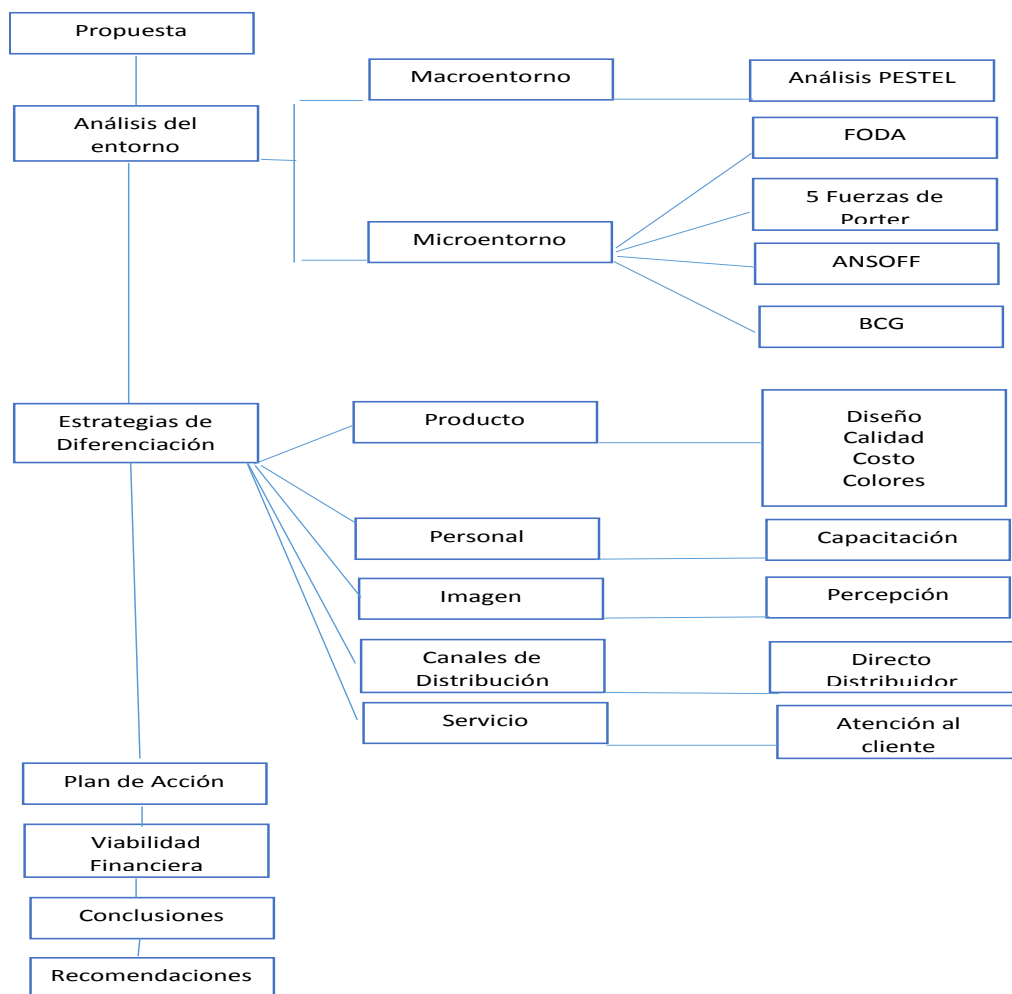 Propuesta
Macroentorno
Análisis PESTEL
Análisis del
entorno
FODA
5 Fuerzas de
Porter
Microentorno
ANSOFF
BCG
Estrategias de
Diferenciación
Producto
Diseño
Calidad
Costo
Colores
Personal
Capacitación
Imagen
Percepción
Canales de
Distribución
Directo
Distribuidor
Servicio
Atención al
cliente
Plan de Acción
Viabilidad
Financiera
Conclusiones
Recomendaciones